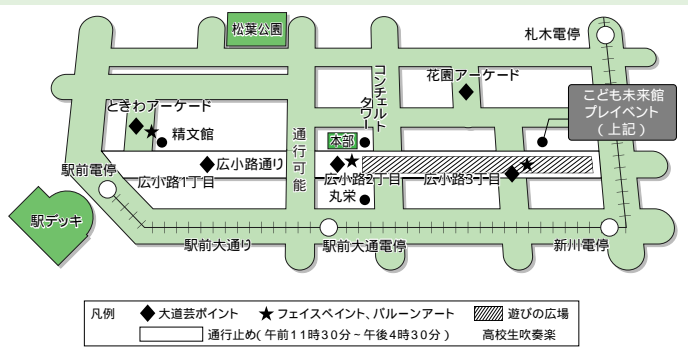 松葉公園
札木電停
コンチェルト
タワー
花園アーケード
こども未来館
プレイベント
(上記)
ときわアーケード
精文館
通行可能
本部
広小路通り
駅前電停
広小路1丁目
広小路2丁目
広小路3丁目
丸栄
駅デッキ
駅前大通り
駅前大通電停
新川電停
凡例
大道芸ポイント
フェイスペイント、バルーンアート
遊びの広場
通行止め(午前11時30分~午後4時30分)
高校生吹奏楽